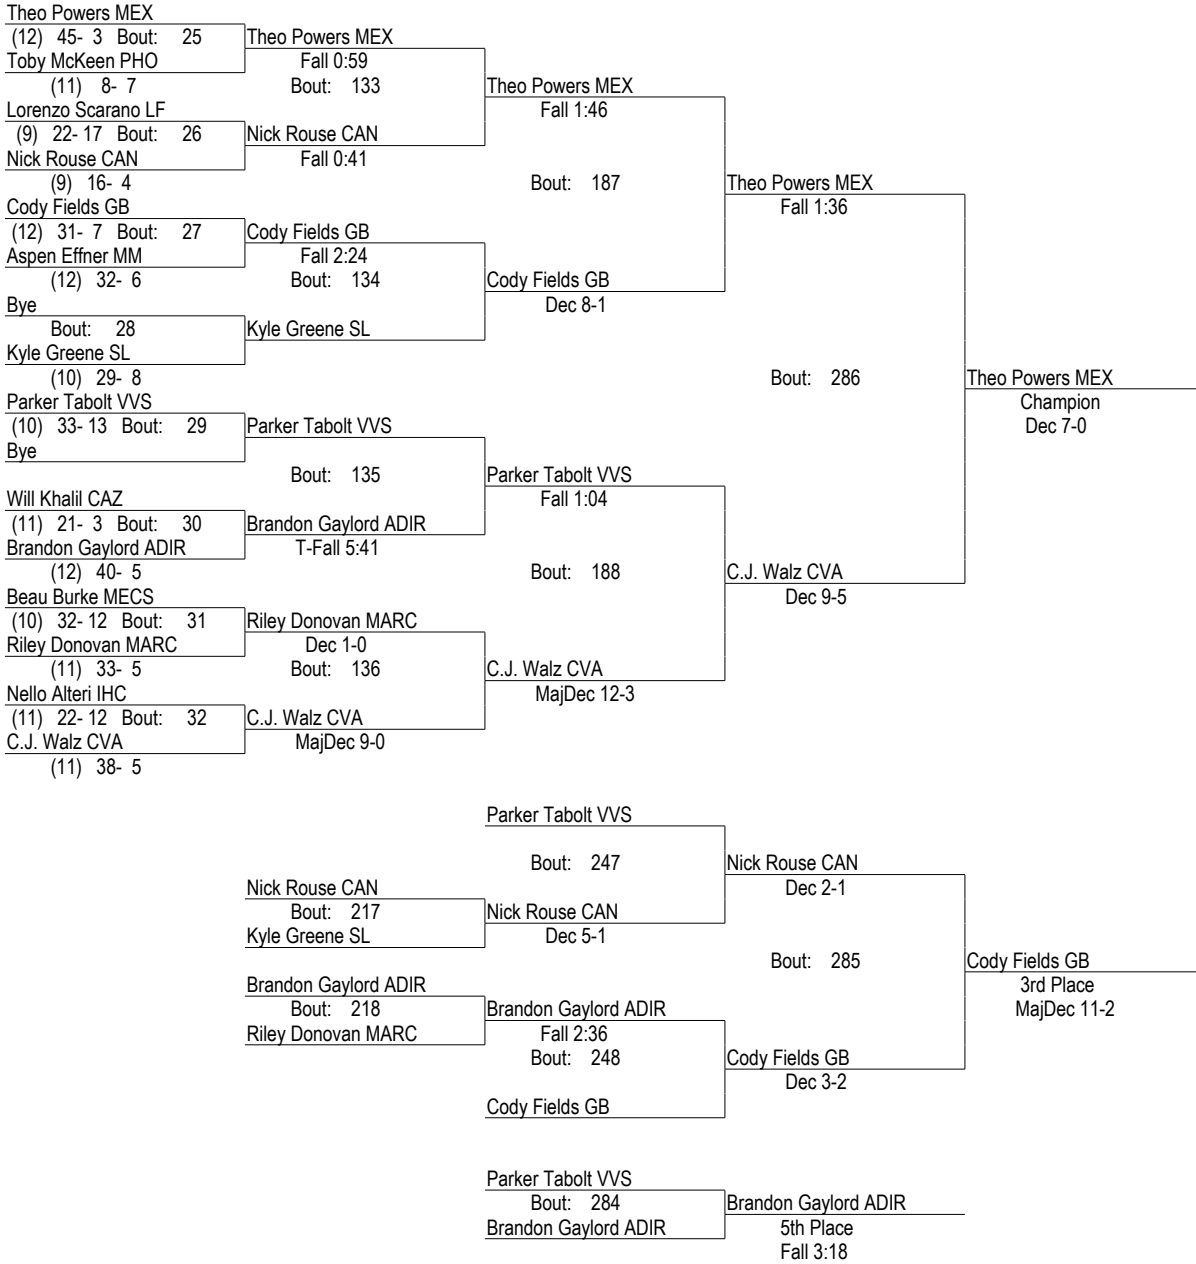 Theo Powers MEX
(12) 45- 3 Bout: 25
Toby McKeen PHO
(11) 8- 7
Lorenzo Scarano LF
(9) 22- 17 Bout: 26
Nick Rouse CAN
(9) 16- 4
Cody Fields GB
(12) 31- 7 Bout: 27
Aspen Effner MM
(12) 32- 6
Bye
Bout: 28
Kyle Greene SL
(10) 29- 8
Parker Tabolt VVS
(10) 33- 13 Bout: 29
Bye
Will Khalil CAZ
(11) 21- 3 Bout: 30
Brandon Gaylord ADIR
(12) 40- 5
Beau Burke MECS
(10) 32- 12 Bout: 31
Riley Donovan MARC
(11) 33- 5
Nello Alteri IHC
(11) 22- 12 Bout: 32
C.J. Walz CVA
(11) 38- 5
Theo Powers MEX
Fall 0:59
Bout: 133
Nick Rouse CAN
Fall 0:41
Cody Fields GB
Fall 2:24
Bout: 134
Kyle Greene SL
Parker Tabolt VVS
Bout: 135
Brandon Gaylord ADIR
T-Fall 5:41
Riley Donovan MARC
Dec 1-0
Bout: 136
C.J. Walz CVA
MajDec 9-0
Theo Powers MEX
Fall 1:46
Bout: 187
Cody Fields GB
Dec 8-1
Parker Tabolt VVS
Fall 1:04
Bout: 188
C.J. Walz CVA
MajDec 12-3
Theo Powers MEX
Fall 1:36
Bout: 286
C.J. Walz CVA
Dec 9-5
Theo Powers MEX
Champion
Dec 7-0
Nick Rouse CAN
Bout: 217
Kyle Greene SL
Brandon Gaylord ADIR
Bout: 218
Riley Donovan MARC
Parker Tabolt VVS
Bout: 247
Nick Rouse CAN
Dec 5-1
Brandon Gaylord ADIR
Fall 2:36
Bout: 248
Cody Fields GB
Nick Rouse CAN
Dec 2-1
Bout: 285
Cody Fields GB
Dec 3-2
Cody Fields GB
3rd Place
MajDec 11-2
Parker Tabolt VVS
Bout: 284
Brandon Gaylord ADIR
Brandon Gaylord ADIR
5th Place
Fall 3:18